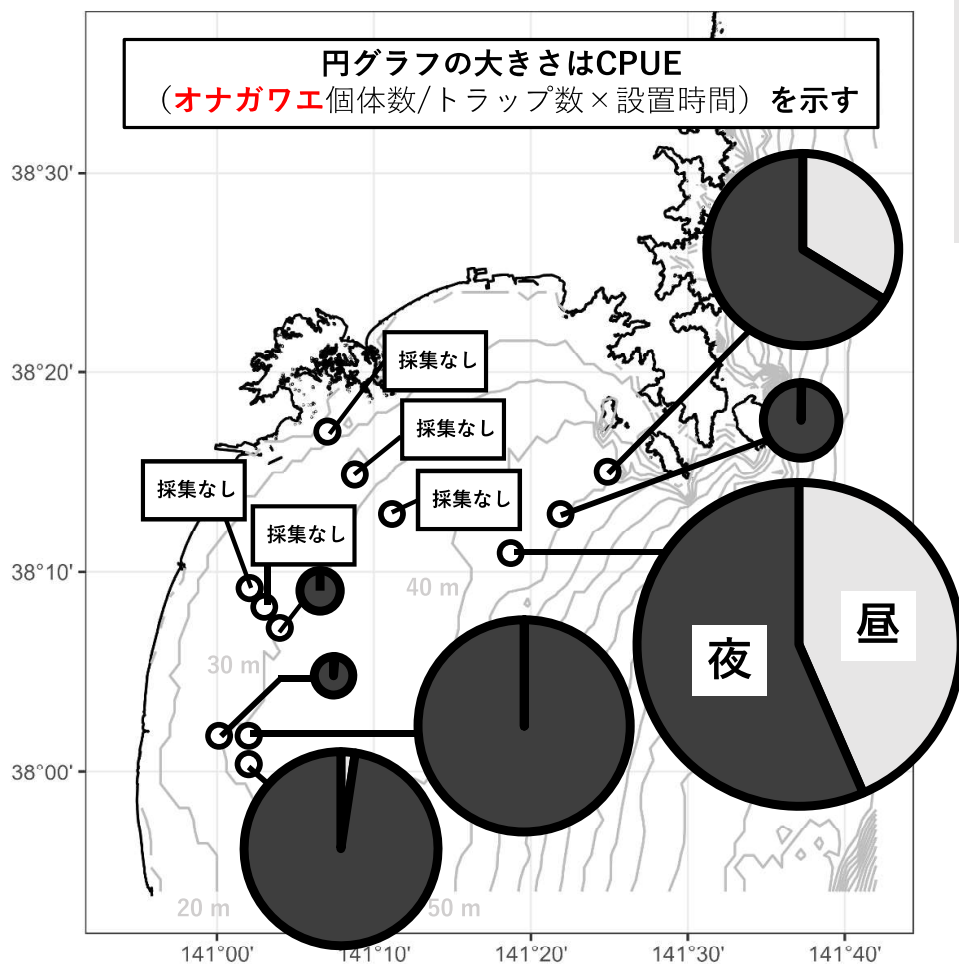 円グラフの大きさはCPUE
（オナガワエ個体数/トラップ数×設置時間）を示す
38°30'
38°20'
38°10'
38°00'
採集なし
採集なし
採集なし
採集なし
採集なし
40 m
30 m
20 m
50 m
夜
昼
141°00'
141°10'
141°20'
141°30'
141°40'